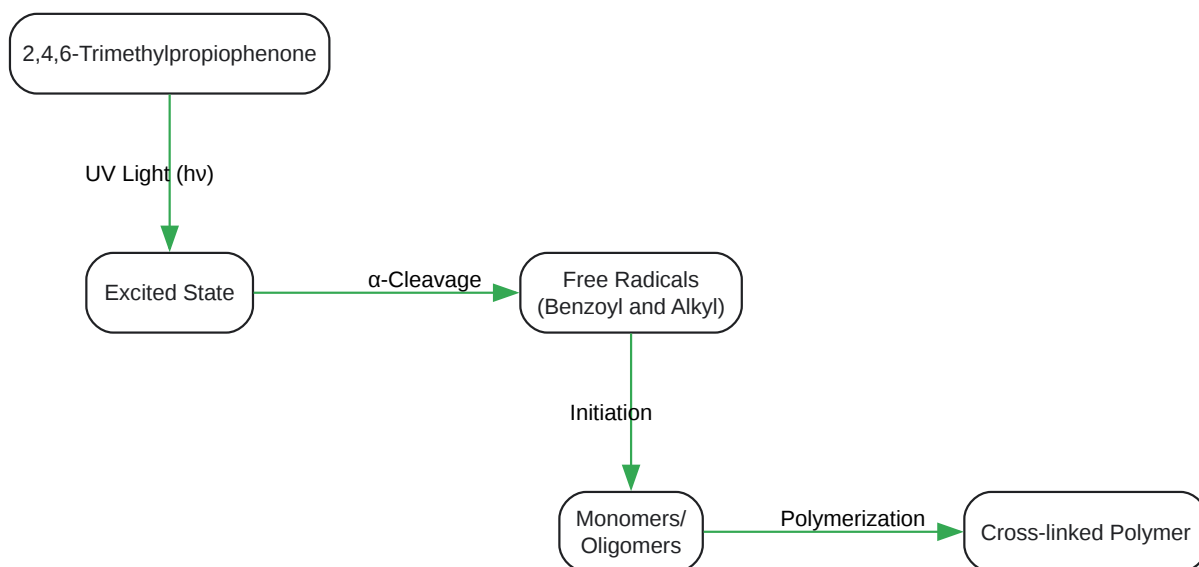 2,4,6-Trimethylpropiophenone
UV Light (hν)
Excited State
α-Cleavage
Free Radicals
(Benzoyl and Alkyl)
Initiation
Monomers/
Oligomers
Polymerization
Cross-linked Polymer